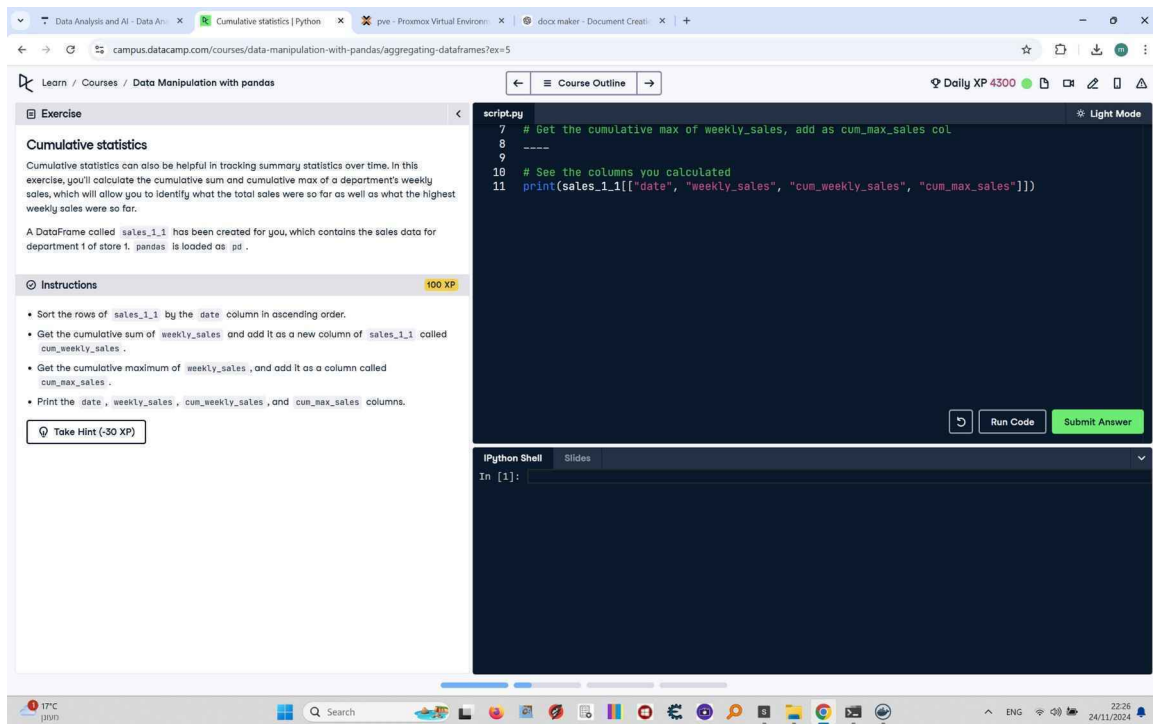 Data Analysis and AI - Data An
Cumulative statistics | Python
pve - Proxmox Virtual Environ
docx maker - Document Creati
campus.datacamp.com/courses/data-manipulation-with-pandas/aggregating-dataframes?ex=5
m
Learn / Courses / Data Manipulation with pandas
Course Outline
Daily XP 4300
Exercise
Cumulative statistics
Cumulative statistics can also be helpful in tracking summary statistics over time. In this
exercise, you'll calculate the cumulative sum and cumulative max of a department's weekly
sales, which will allow you to identify what the total sales were so far as well as what the highest
weekly sales were so far.
A DataFrame called sales_1_1 has been created for you, which contains the sales data for
department 1 of store 1. pandas is loaded as pd .
Instructions
100 XP
• Sort the rows of sales_1_1 by the date column in ascending order.
• Get the cumulative sum of weekly_sales and add it as a new column of sales_1_1 called
cum_weekly_sales .
• Get the cumulative maximum of weekly_sales , and add it as a column called
cum_max_sales .
• Print the date , weekly_sales , cum_weekly_sales , and cum_max_sales columns.
Take Hint (-30 XP)
script.py
Light Mode
7 # Get the cumulative max of weekly_sales, add as cum_max_sales col
8 ____
9
10 # See the columns you calculated
11 print(sales_1_1[["date", "weekly_sales", "cum_weekly_sales", "cum_max_sales"]])
Run Code
Submit Answer
IPython Shell
Slides
In [1]:
1
17°C
מעונן
Search
ENG
22:26
24/11/2024